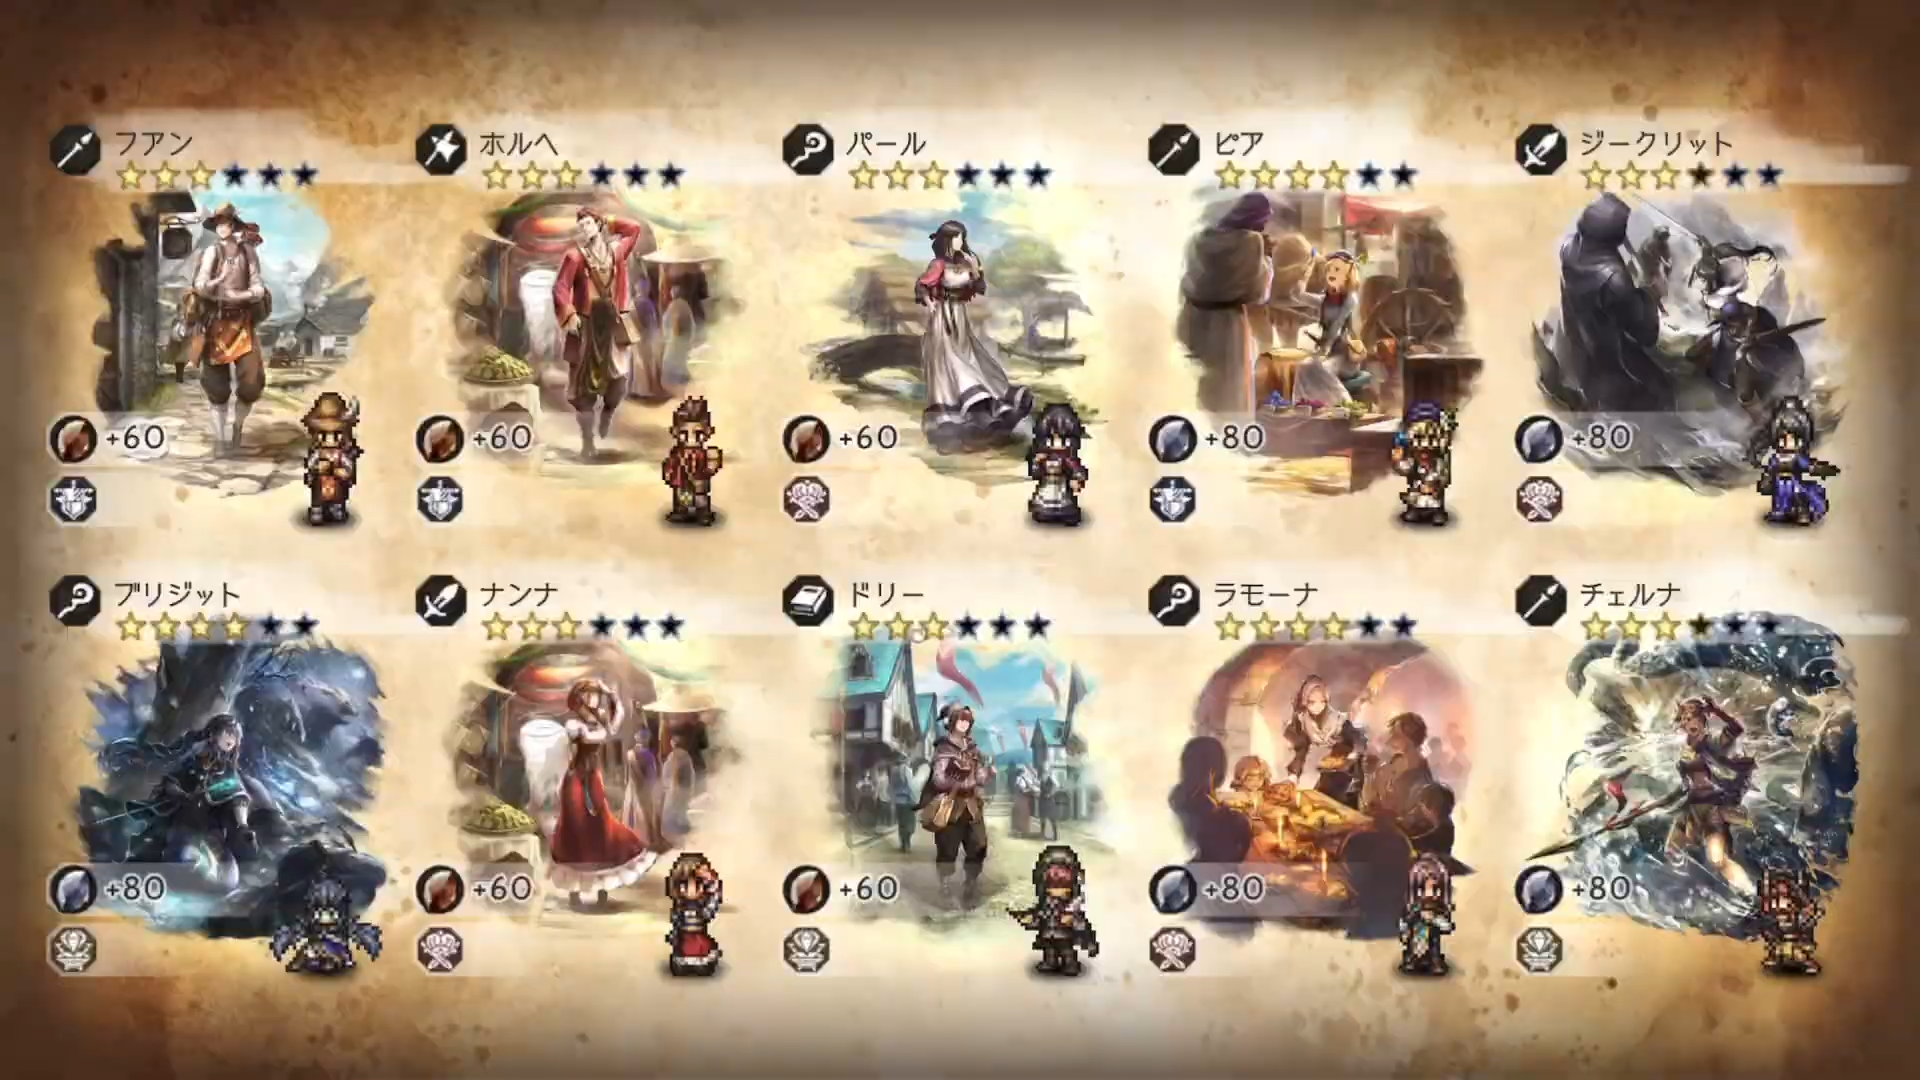 フアン
ホルヘ
パール
ピア
ジークリット
+60
+60
+60
+80
+80
ブリジット
ナンナ
ドリー
ラモーナ
チェルナ
+80
+60
+60
+80
+80